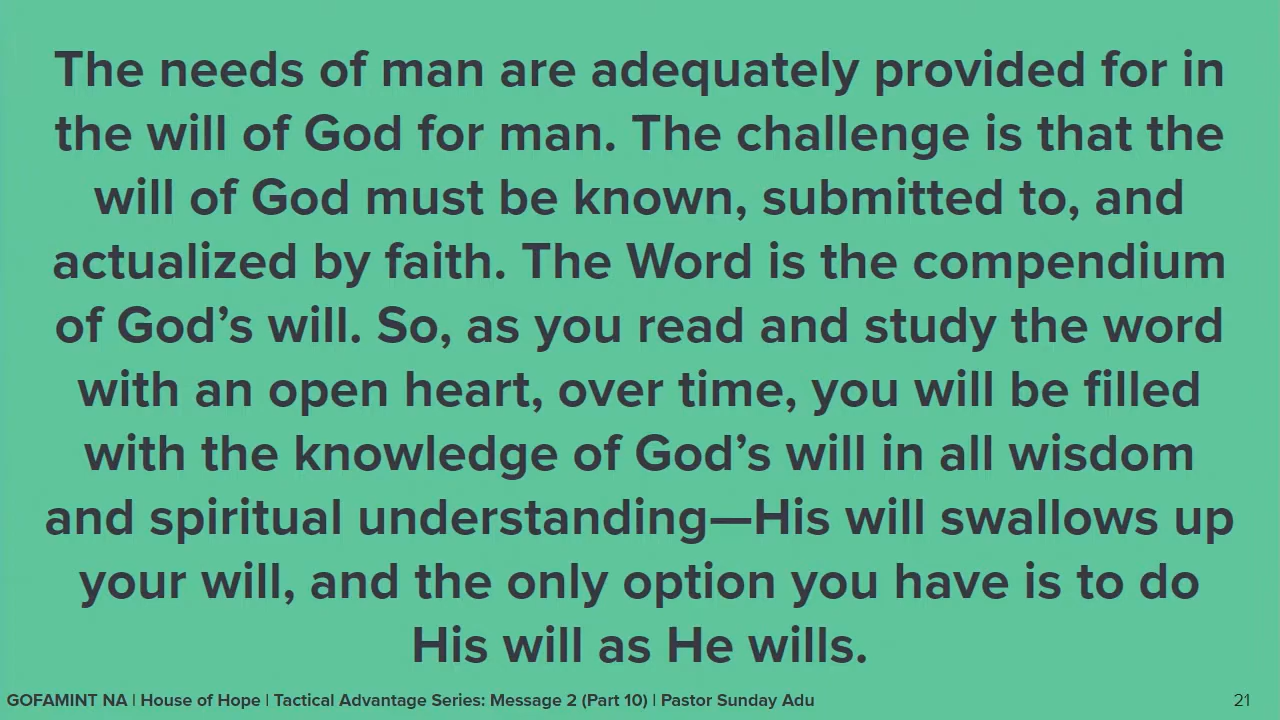 The needs of man are adequately provided for in
the will of God for man. The challenge is that the
will of God must be known, submitted to, and
actualized by faith. The Word is the compendium
of God’s will. So, as you read and study the word
with an open heart, over time, you will be filled
with the knowledge of God’s will in all wisdom
and spiritual understanding—His will swallows up
your will, and the only option you have is to do
His will as He wills.
GOFAMINT NA | House of Hope | Tactical Advantage Series: Message 2 (Part 10) | Pastor Sunday Adu 21